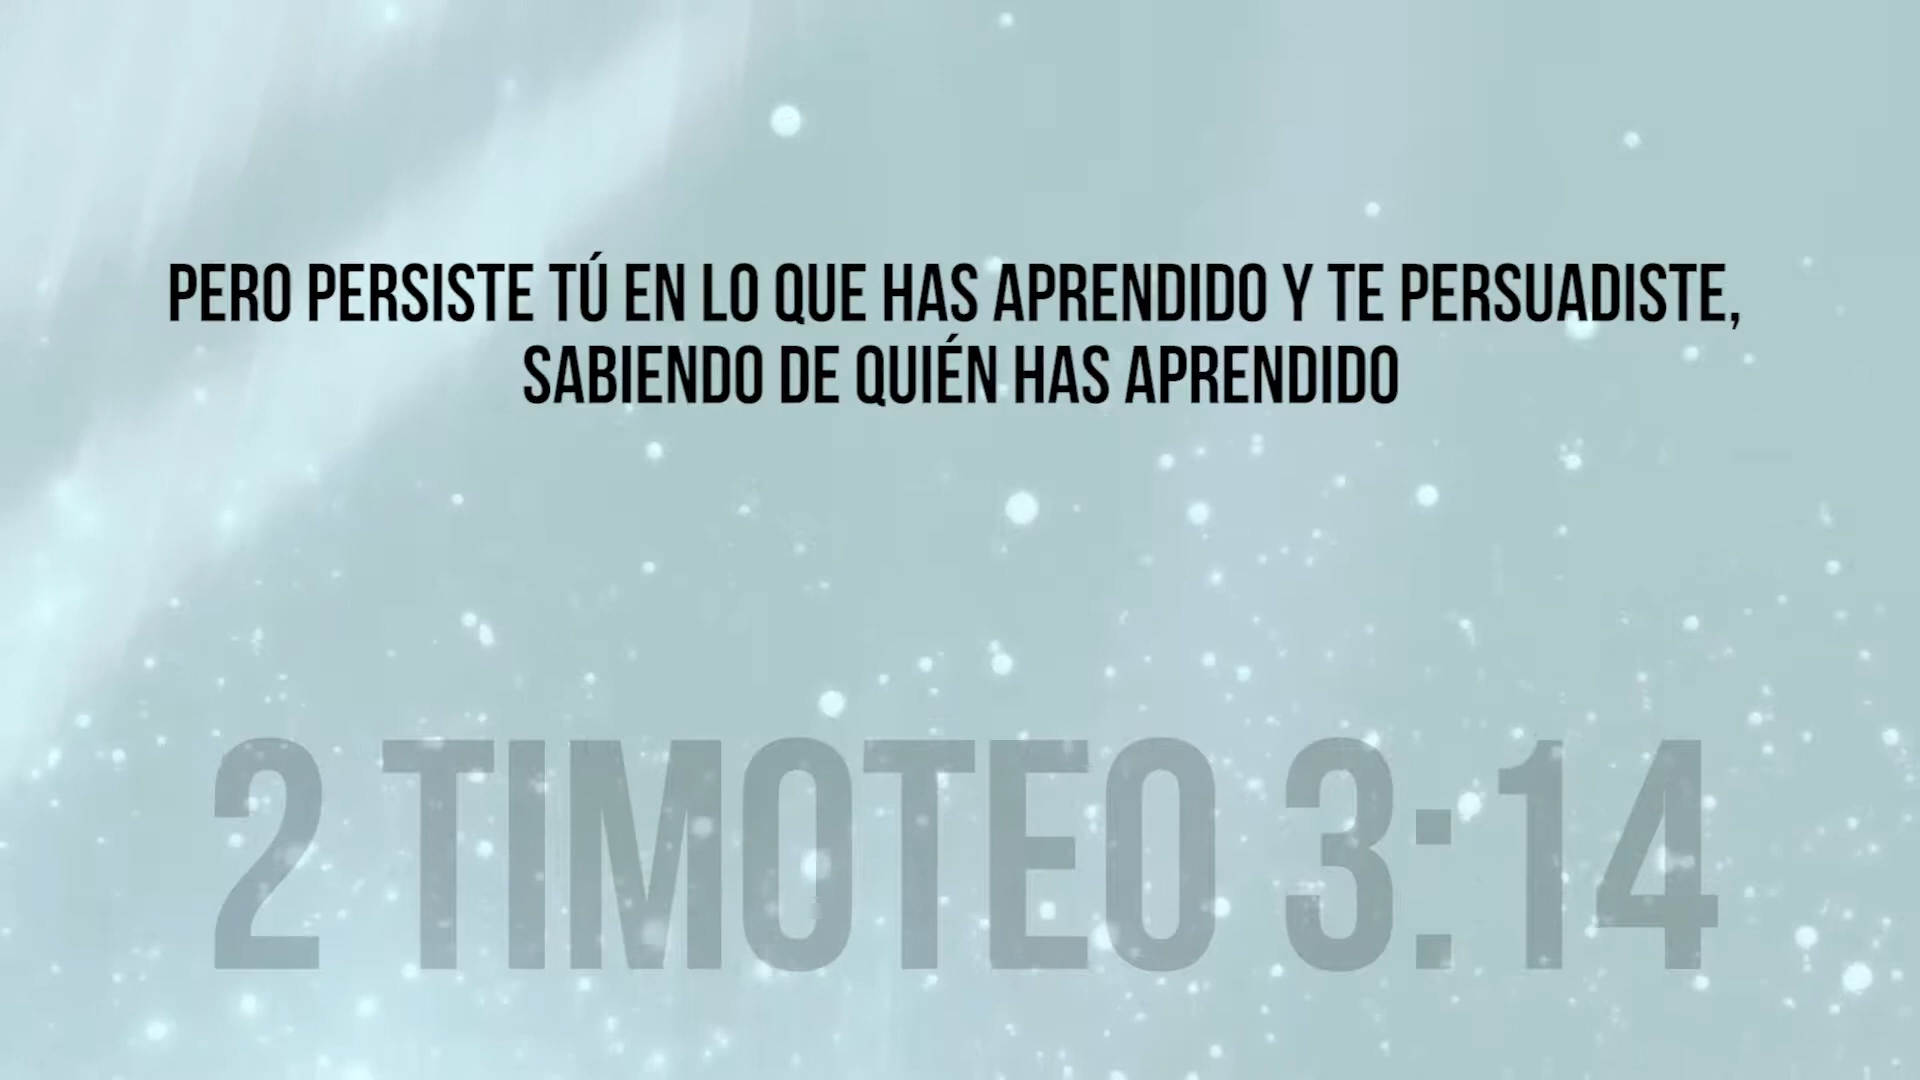 PERO PERSISTE TÚ EN LO QUE HAS APRENDIDO Y TE PERSUADISTE,
SABIENDO DE QUIÉN HAS APRENDIDO
2 TIMOTEO 3:14